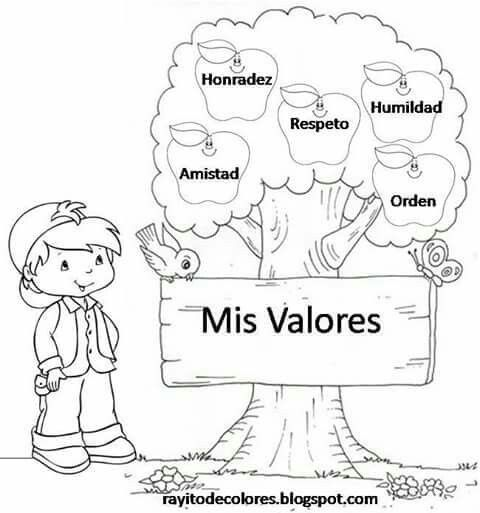 Honradez
Humildad
Respeto
Amistad
Orden
Mis Valores
rayitodecolores.blogspot.com